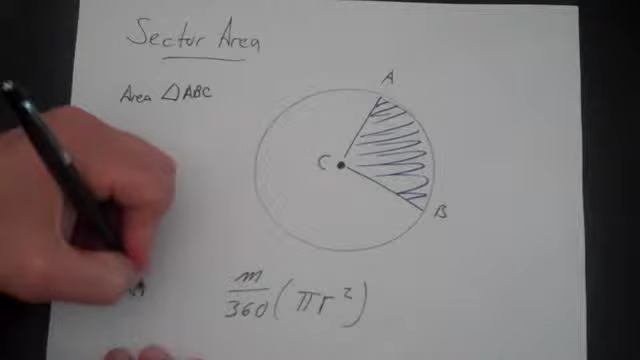 Sector Area
Area △ABC
A
C
B
m/360 (πr²)